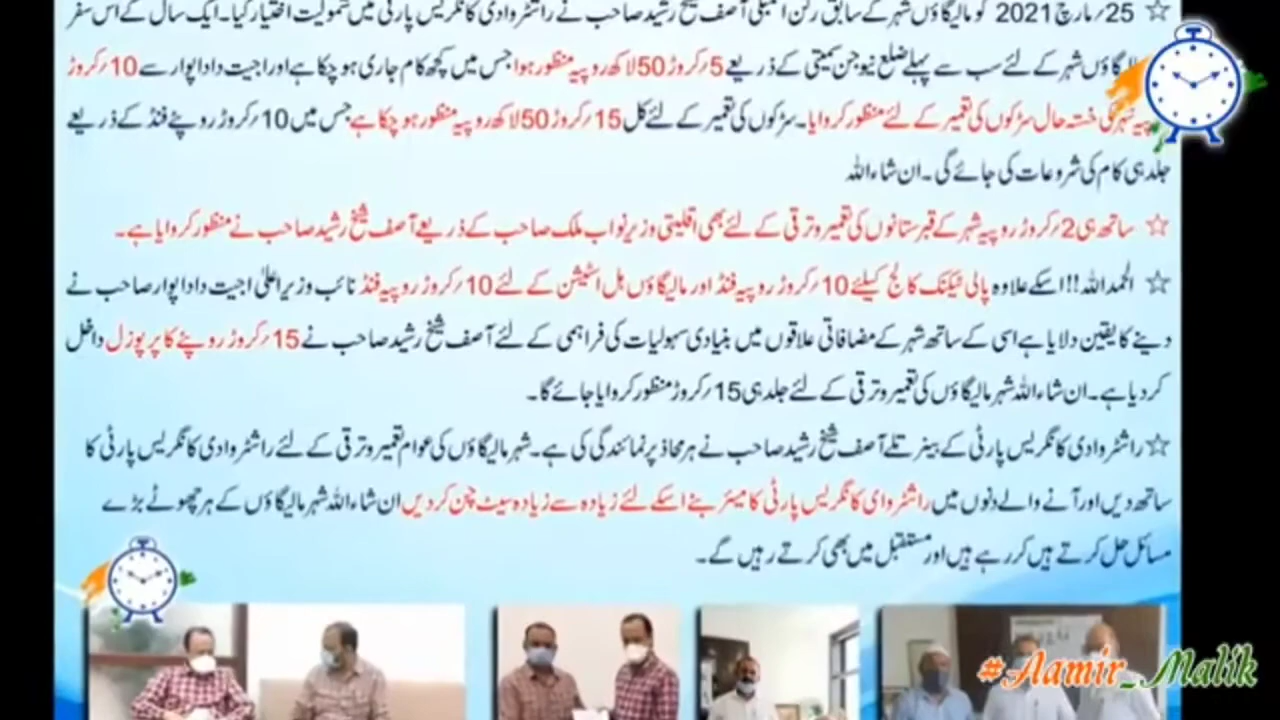 ☆ 25؍مارچ 2021 کو مالیگاؤں شہر کے سابق رکن اسمبلی آصف شیخ رشید صاحب نے راشٹروادی کانگریس پارٹی میں شمولیت اختیار کیا۔ ایک سال کے اس سفر
مالیگاؤں شہر کے لئے سب سے پہلے ضلع نیوجن سمیتی کے ذریعے 5؍کروڑ 50 لاکھ روپیہ منظور ہوا جس میں کچھ کام جاری ہو چکا ہے اور اجیت دادا پوار سے 10؍کروڑ
شہر کی خستہ حال سڑکوں کی تعمیر کے لئے منظور کروایا۔ سڑکوں کی تعمیر کے لئے کل 15؍کروڑ 50 لاکھ روپیہ منظور ہو چکا ہے جس میں 10؍کروڑ روپئے فنڈ کے ذریعے
جلد ہی کام کی شروعات کی جائے گی۔ ان شاءاللہ
☆ ساتھ ہی 2؍کروڑ روپیہ شہر کے قبرستانوں کی تعمیر و ترقی کے لئے بھی اقلیتی وزیر نواب ملک صاحب کے ذریعے آصف شیخ رشید صاحب نے منظور کروایا ہے۔
☆ الحمداللہ!! اسکے علاوہ پالی ٹیکنک کالج کیلئے 10؍کروڑ روپیہ فنڈ اور مالیگاؤں ہل اسٹیشن کے لئے 10؍کروڑ روپیہ فنڈ نائب وزیر اعلیٰ اجیت دادا پوار صاحب نے
دینے کا یقین دلایا ہے اسی کے ساتھ شہر کے مضافاتی علاقوں میں بنیادی سہولیات کی فراہمی کے لئے آصف شیخ رشید صاحب نے 15؍کروڑ روپئے کا پرپوزل داخل
کر دیا ہے۔ ان شاءاللہ شہر مالیگاؤں کی تعمیر و ترقی کے لئے جلد ہی 15؍کروڑ منظور کروایا جائے گا۔
☆ راشٹروادی کانگریس پارٹی کے بینر تلے آصف شیخ رشید صاحب نے ہر محاذ پر نمائندگی کی ہے۔ شہر مالیگاؤں کی عوام تعمیر و ترقی کے لئے راشٹروادی کانگریس پارٹی کا
ساتھ دیں اور آنے والے دنوں میں راشٹروای کانگریس پارٹی کا میئر بنے اسکے لئے زیادہ سے زیادہ سیٹ چن کر دیں ان شاءاللہ شہر مالیگاؤں کے ہر چھوٹے بڑے
مسائل حل کرتے ہیں کر رہے ہیں اور مستقبل میں بھی کرتے رہیں گے۔
#Aamir_Malik